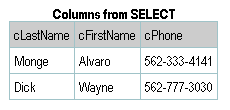 Columns from SELECT
cLastName cFirstName cPhone
Monge Alvaro 562-333-4141
Dick Wayne 562-777-3030